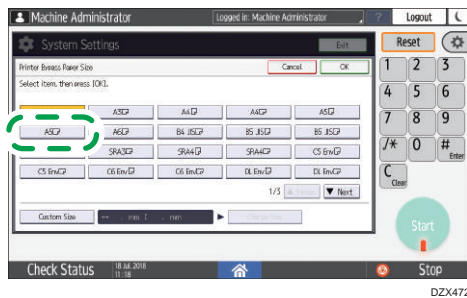 Machine Administrator Logged in: Machine Administrator ? Logout
System Settings Exit
Reset
Printer Bypass Paper Size Cancel OK
Select item, then press [OK].
1 2 3
4 5 6
7 8 9
/* 0 # Enter
C Clear
A3 A4 A4 A5
A5 A6 B4 JIS B5 JIS B5 JIS
SRA3 SRA4 SRA4 C5 Env
C5 Env C6 Env C6 Env DL Env DL Env
1/3 ▲ ▼ Next
Custom Size mm mm ▶
Start
Check Status 18 Jul. 2018 11:18 Stop
DZX472